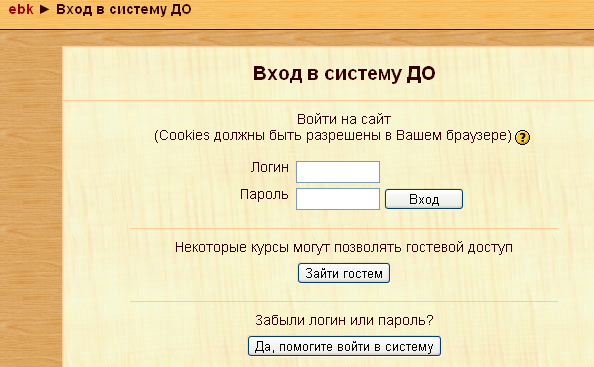 ebk ► Вход в систему ДО
Вход в систему ДО
Войти на сайт
(Cookies должны быть разрешены в Вашем браузере) ?
Логин
Пароль Вход
Некоторые курсы могут позволять гостевой доступ
Зайти гостем
Забыли логин или пароль?
Да, помогите войти в систему